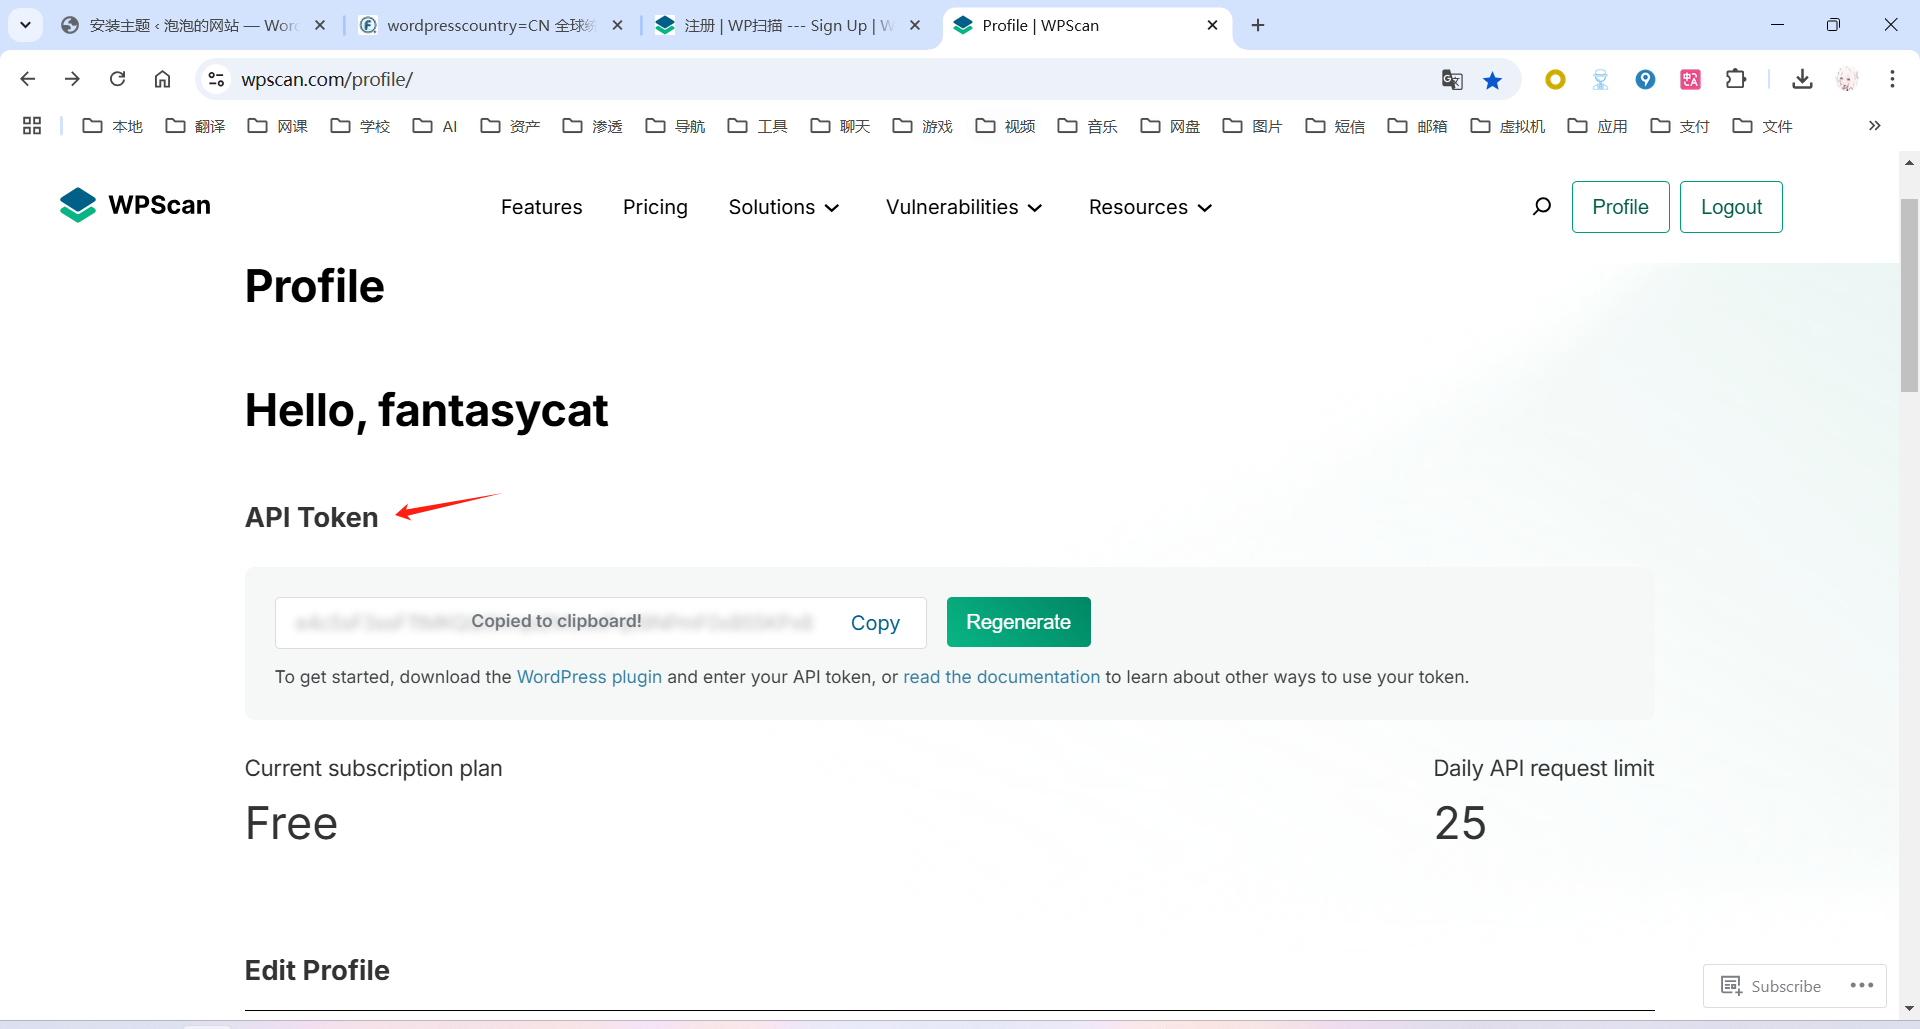 安装主题 ‹ 泡泡的网站 — Wor
wordpresscountry=CN 全球
注册 | WP扫描 --- Sign Up | W
Profile | WPScan
wpscan.com/profile/
本地 翻译 网课 学校 AI 资产 渗透 导航 工具 聊天 游戏 视频 音乐 网盘 图片 短信 邮箱 虚拟机 应用 支付 文件
WPScan
Features Pricing Solutions Vulnerabilities Resources
Profile Logout
Profile
Hello, fantasycat
API Token
Copied to clipboard!
Copy
Regenerate
To get started, download the WordPress plugin and enter your API token, or read the documentation to learn about other ways to use your token.
Current subscription plan
Daily API request limit
Free
25
Edit Profile
Subscribe